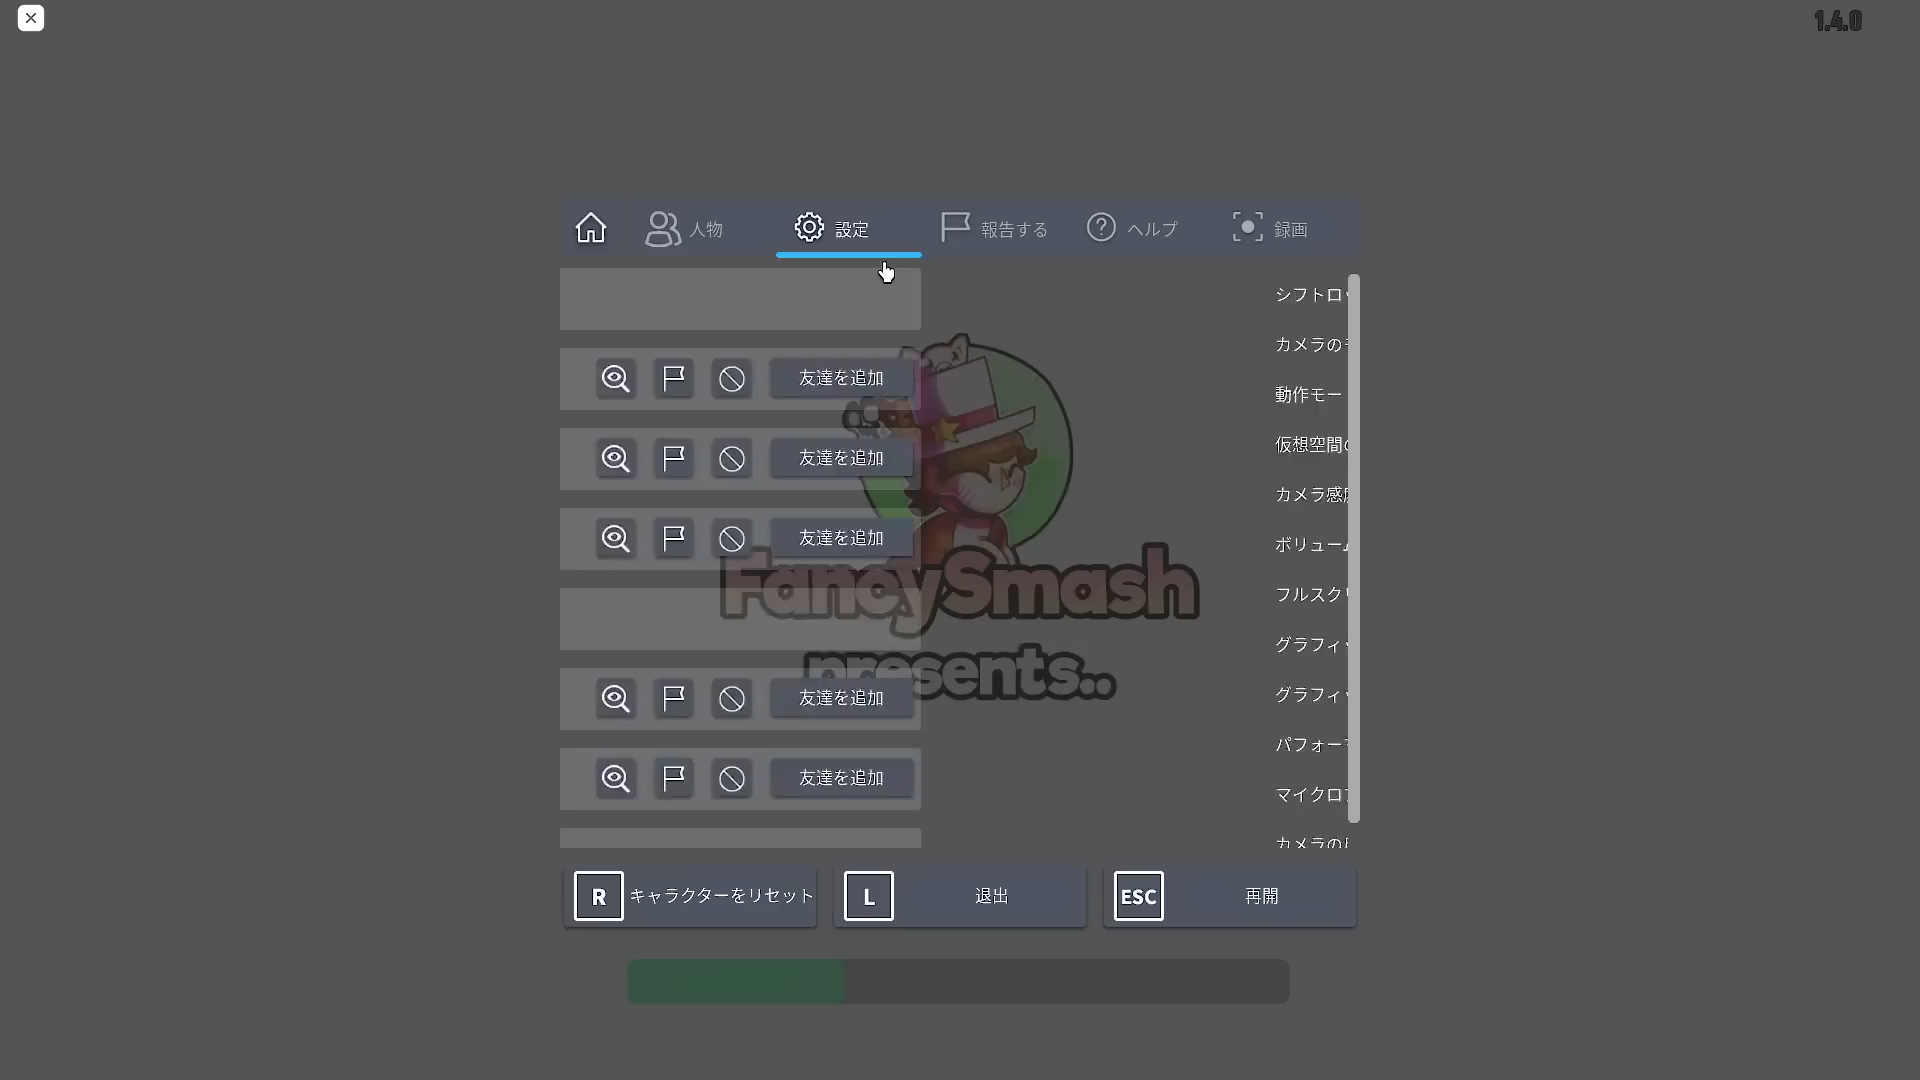 1.4.0
人物
設定
報告する
ヘルプ
録画
シフトロ
カメラの
友達を追加
動作モー
仮想空間
友達を追加
カメラ感
友達を追加
ボリュー
FancySmash
フルスク
グラフィ
presents..
友達を追加
グラフィ
パフォー
友達を追加
マイクロ
カメラの
R キャラクターをリセット
L 退出
ESC 再開